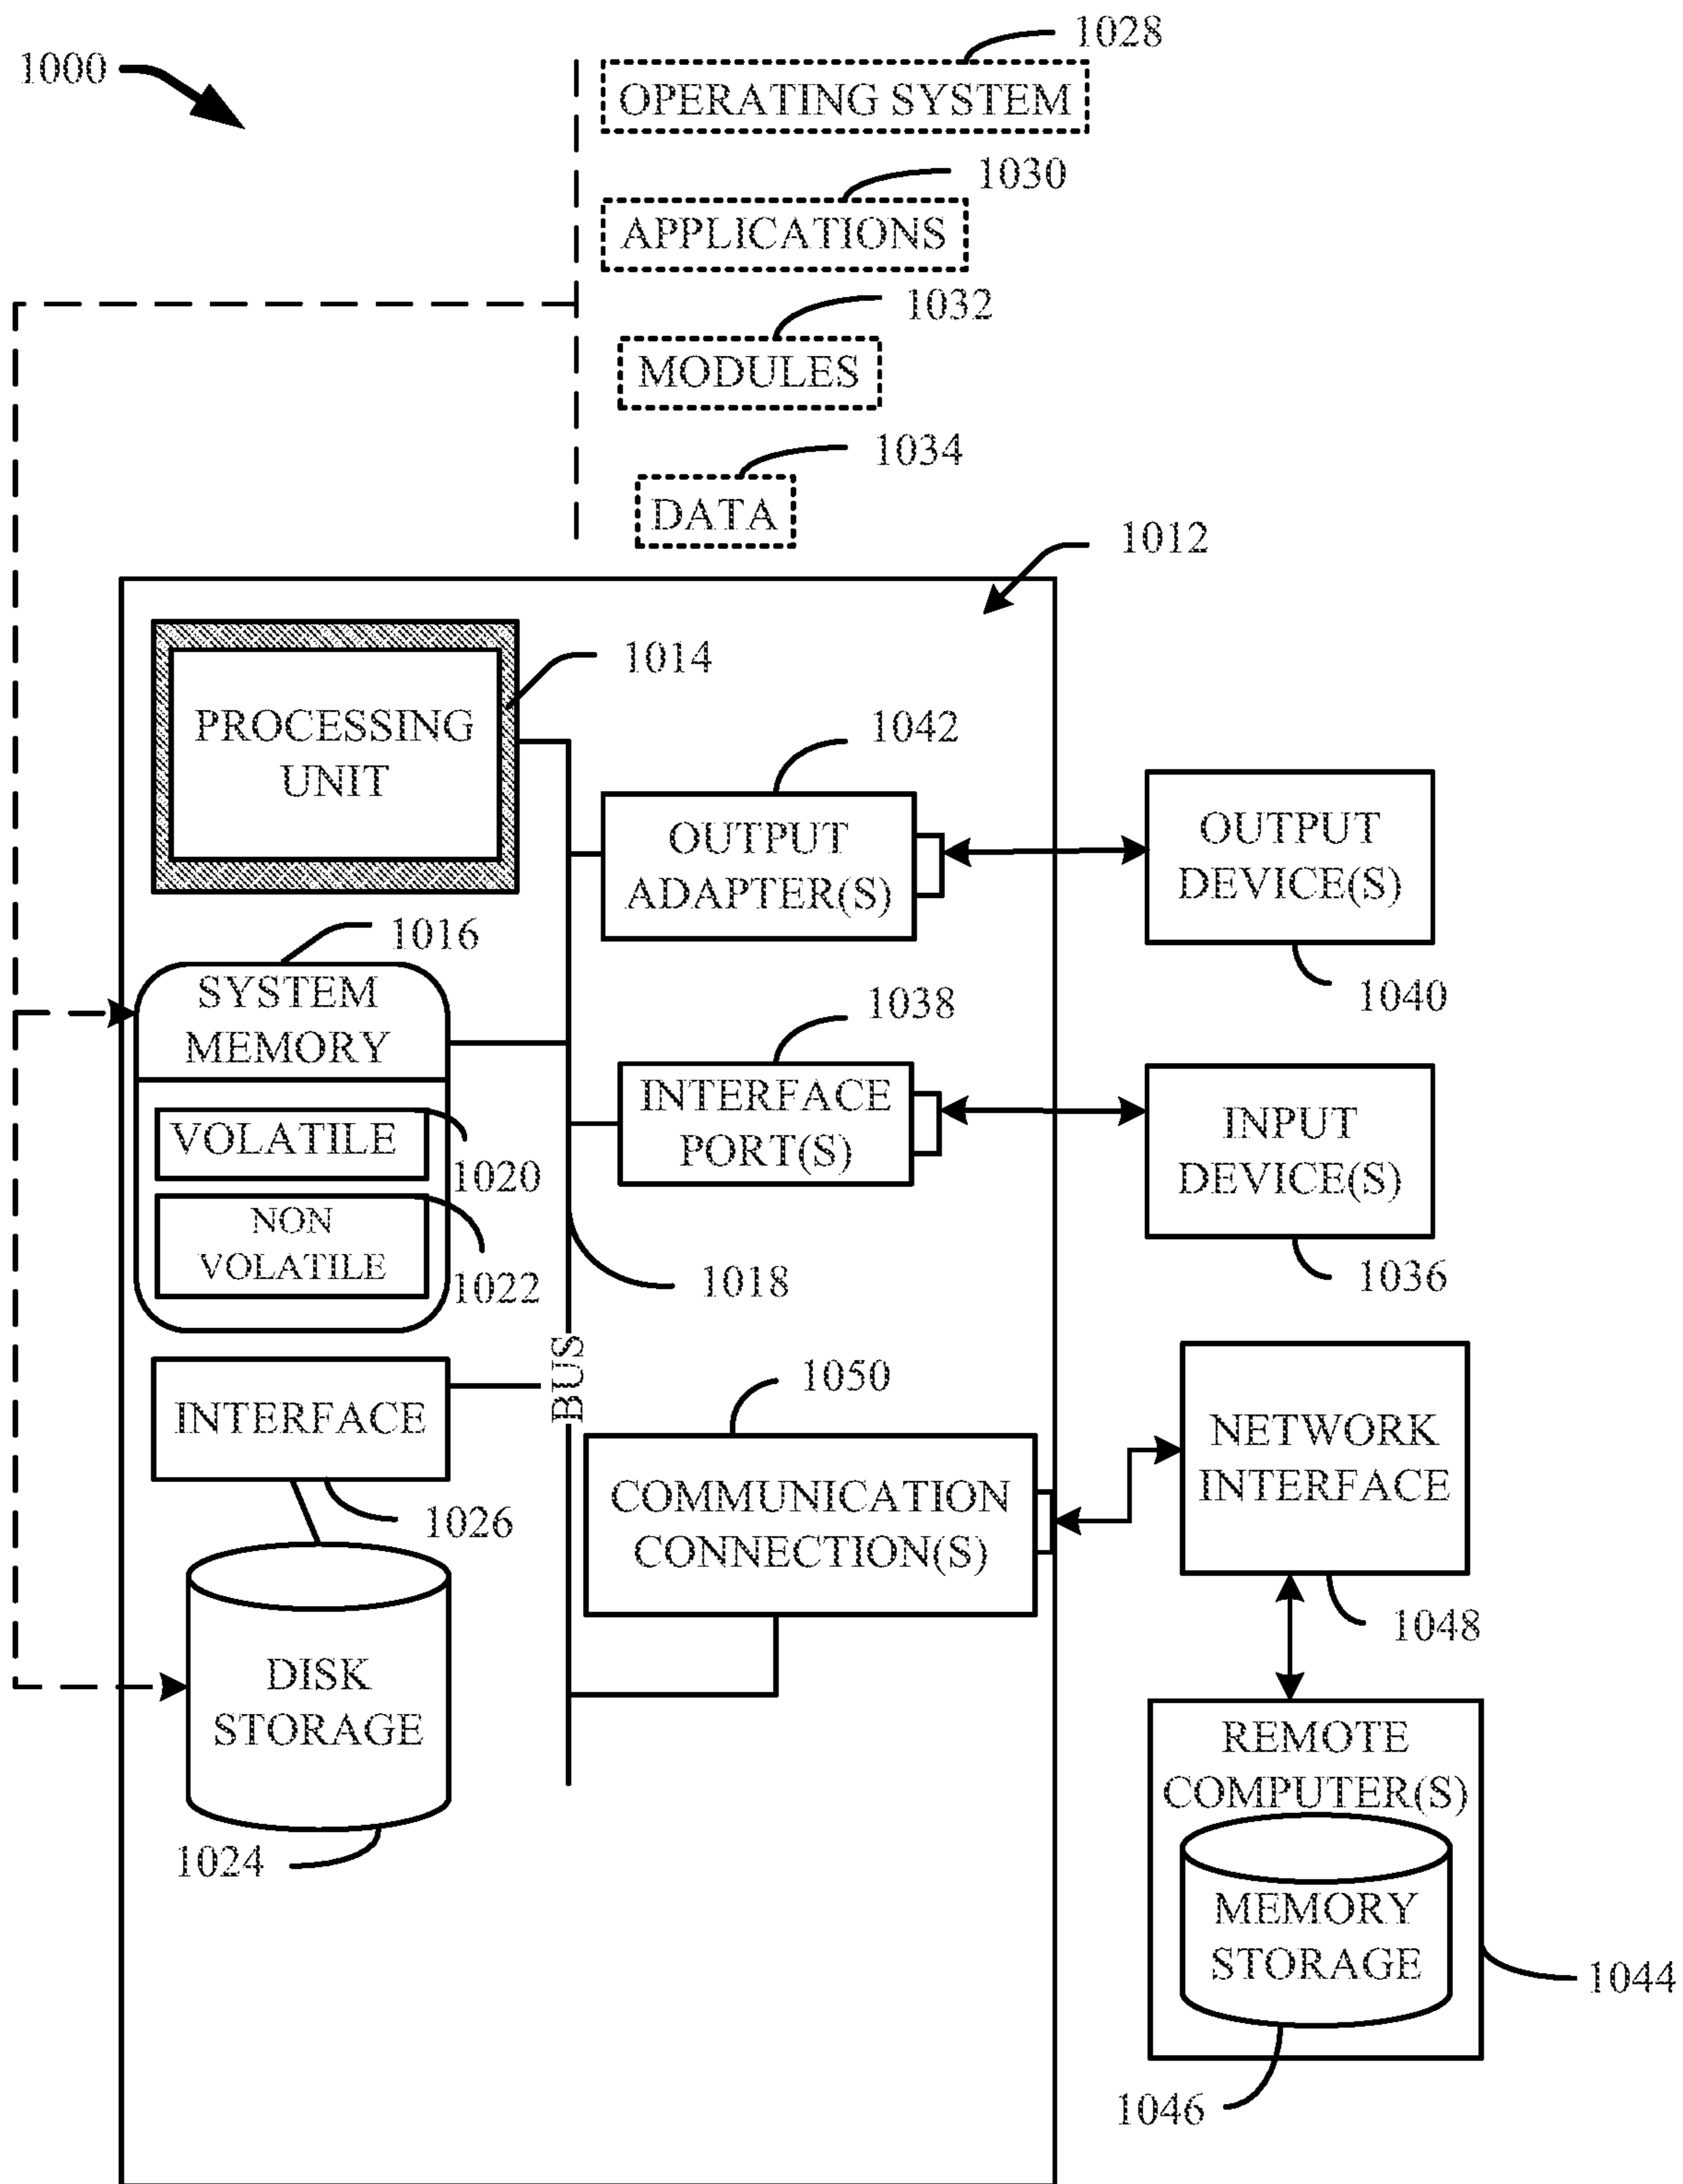 1028
1000
OPERATING SYSTEM
1030
APPLICATIONS
1032
MODULES
1034
DATA
1012
1014
PROCESSING
UNIT
1042
OUTPUT
ADAPTER(S)
OUTPUT
DEVICE(S)
1040
1016
SYSTEM
MEMORY
1038
INTERFACE
PORT(S)
INPUT
DEVICE(S)
1036
VOLATILE
1020
NON
VOLATILE
1022
1018
BUS
INTERFACE
1026
1050
COMMUNICATION
CONNECTION(S)
NETWORK
INTERFACE
1048
DISK
STORAGE
1024
REMOTE
COMPUTER(S)
MEMORY
STORAGE
1044
1046